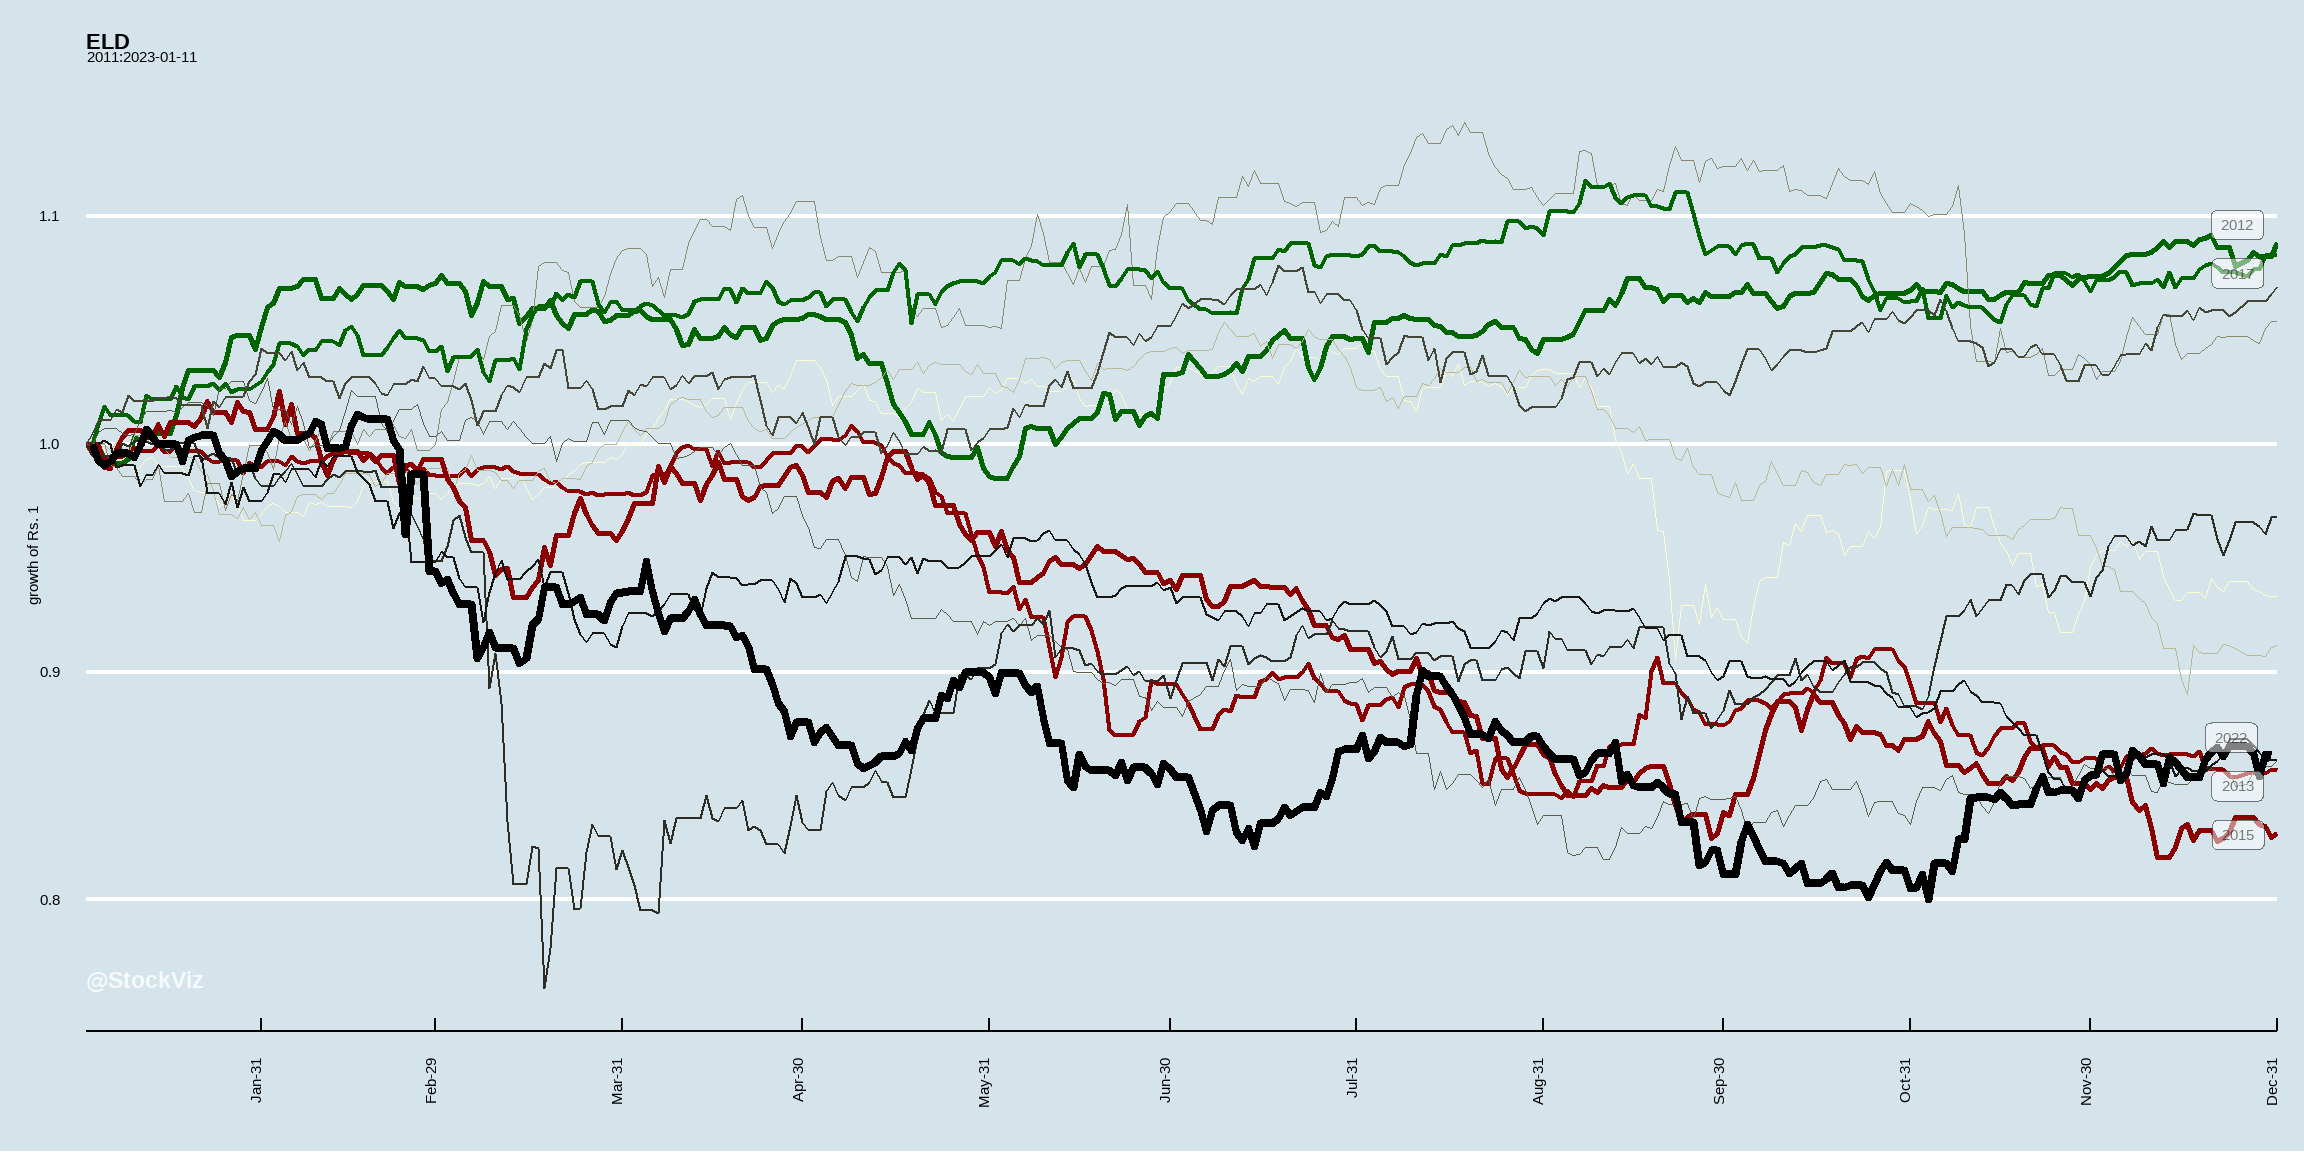 ELD
2011:2023-01-11
growth of Rs. 1
1.1
1.0
0.9
0.8
2012
2017
2022
2013
2015
@StockViz
Jan-31
Feb-29
Mar-31
Apr-30
May-31
Jun-30
Jul-31
Aug-31
Sep-30
Oct-31
Nov-30
Dec-31